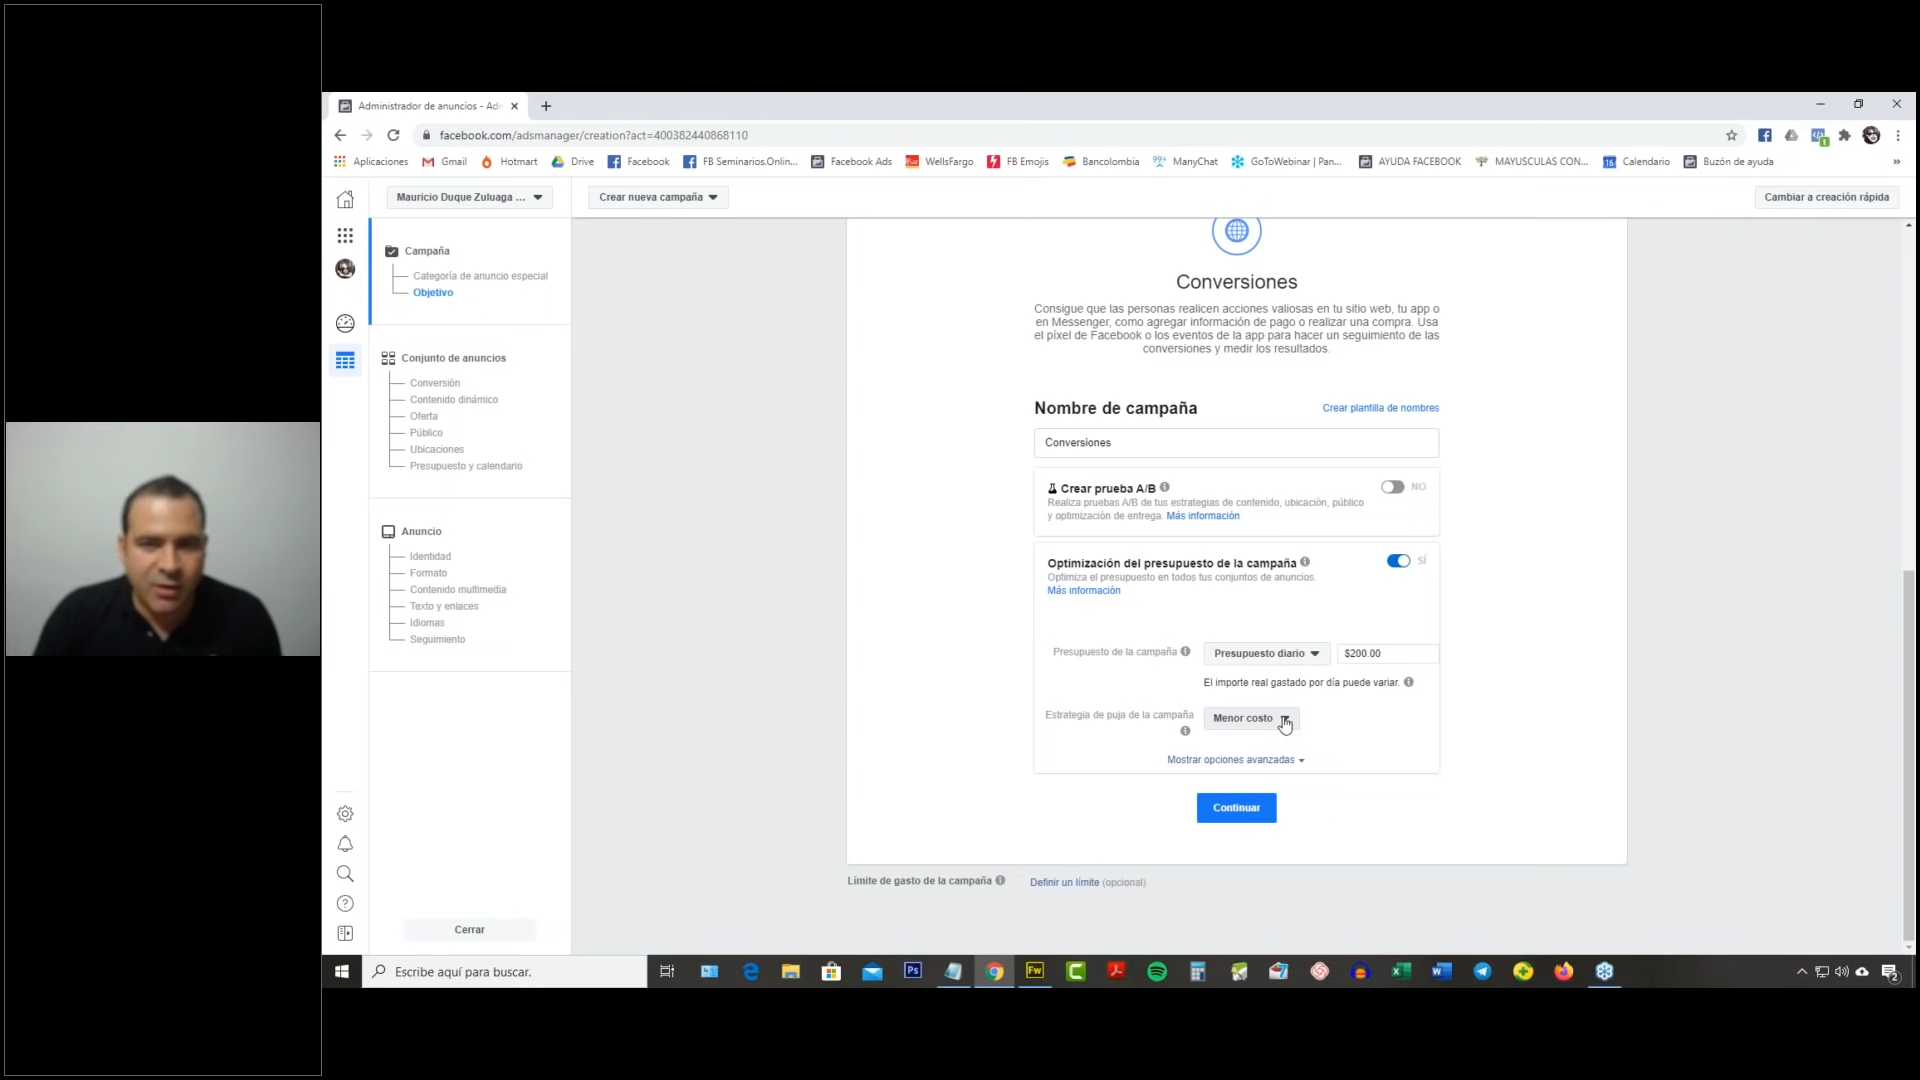 Administrador de anuncios - Adr
facebook.com/adsmanager/creation?act=400382440868110
Aplicaciones
Gmail
Hotmart
Drive
Facebook
FB Seminarios.Onlin...
Facebook Ads
WellsFargo
FB Emojis
Bancolombia
ManyChat
GoToWebinar | Pan...
AYUDA FACEBOOK
MAYUSCULAS CON...
Calendario
Buzón de ayuda
»
Mauricio Duque Zuluaga ...
Crear nueva campaña
Cambiar a creación rápida
Campaña
Categoría de anuncio especial
Objetivo
Conjunto de anuncios
Conversión
Contenido dinámico
Oferta
Público
Ubicaciones
Presupuesto y calendario
Anuncio
Identidad
Formato
Contenido multimedia
Texto y enlaces
Idiomas
Seguimiento
Cerrar
Conversiones
Consigue que las personas realicen acciones valiosas en tu sitio web, tu app o
en Messenger, como agregar información de pago o realizar una compra. Usa
el píxel de Facebook o los eventos de la app para hacer un seguimiento de las
conversiones y medir los resultados.
Nombre de campaña
Crear plantilla de nombres
Conversiones
Crear prueba A/B
NO
Realiza pruebas A/B de tus estrategias de contenido, ubicación, público
y optimización de entrega. Más información
Optimización del presupuesto de la campaña
SÍ
Optimiza el presupuesto en todos tus conjuntos de anuncios.
Más información
Presupuesto de la campaña
Presupuesto diario
$200.00
El importe real gastado por día puede variar.
Estrategia de puja de la campaña
Menor costo
Mostrar opciones avanzadas
Continuar
Límite de gasto de la campaña
Definir un límite (opcional)
Escribe aquí para buscar.
Ps
Fw
2